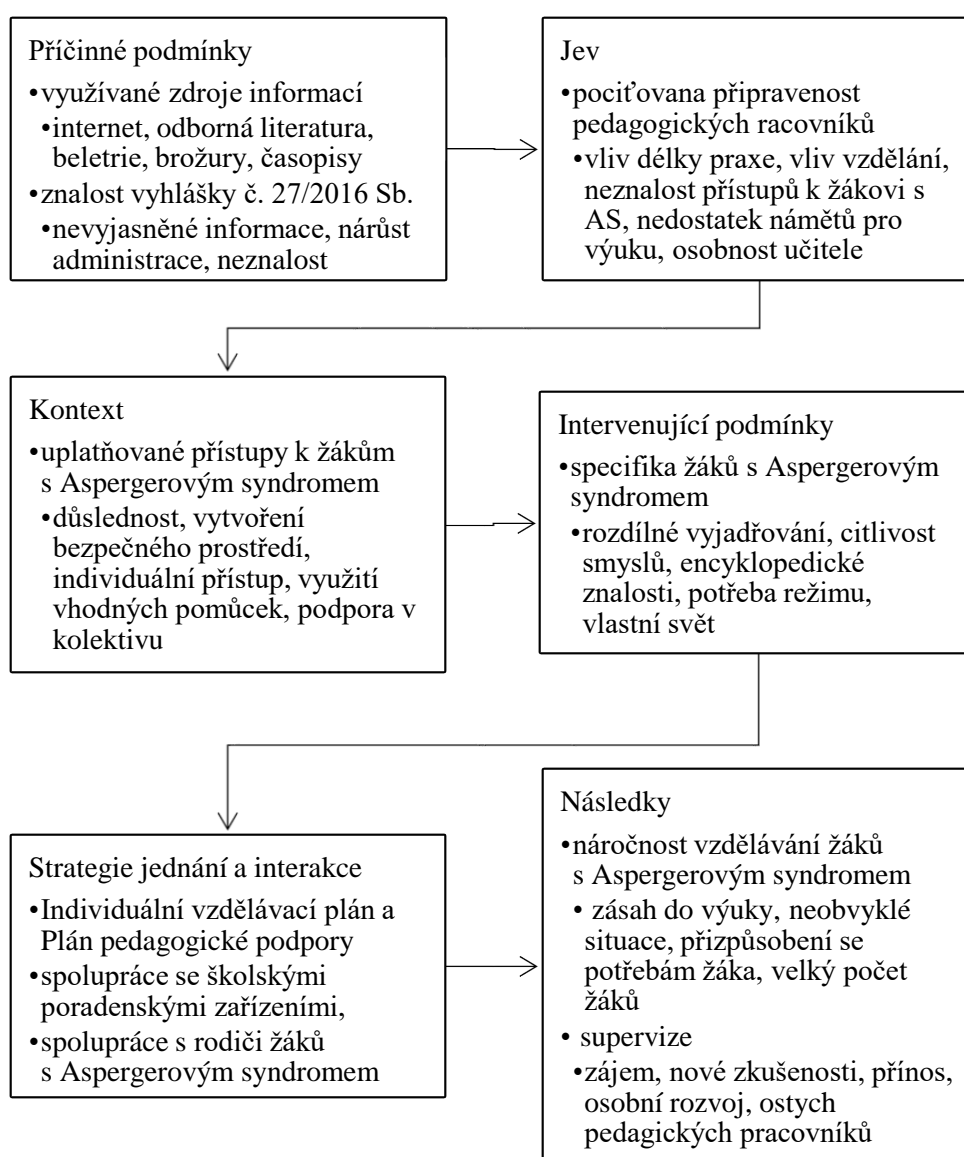 Příčinné podmínky
•využívané zdroje informací
•internet, odborná literatura,
beletrie, brožury, časopisy
•znalost vyhlášky č. 27/2016 Sb.
•nevyjasněné informace, nárůst
administrace, neznalost
Jev
•pociťovana připravenost
pedagogických racovníků
•vliv délky praxe, vliv vzdělání,
neznalost přístupů k žákovi s
AS, nedostatek námětů pro
výuku, osobnost učitele
Kontext
•uplatňované přístupy k žákům
s Aspergerovým syndromem
•důslednost, vytvoření
bezpečného prostředí,
individuální přístup, využití
vhodných pomůcek, podpora v
kolektivu
Intervenující podmínky
•specifika žáků s Aspergerovým
syndromem
•rozdílné vyjadřování, citlivost
smyslů, encyklopedické
znalosti, potřeba režimu,
vlastní svět
Strategie jednání a interakce
•Individuální vzdělávací plán a
Plán pedagogické podpory
•spolupráce se školskými
poradenskými zařízeními,
•spolupráce s rodiči žáků
s Aspergerovým syndromem
Následky
•náročnost vzdělávání žáků
s Aspergerovým syndromem
• zásah do výuky, neobvyklé
situace, přizpůsobení se
potřebám žáka, velký počet
žáků
• supervize
•zájem, nové zkušenosti, přínos,
osobní rozvoj, ostych
pedagických pracovníků